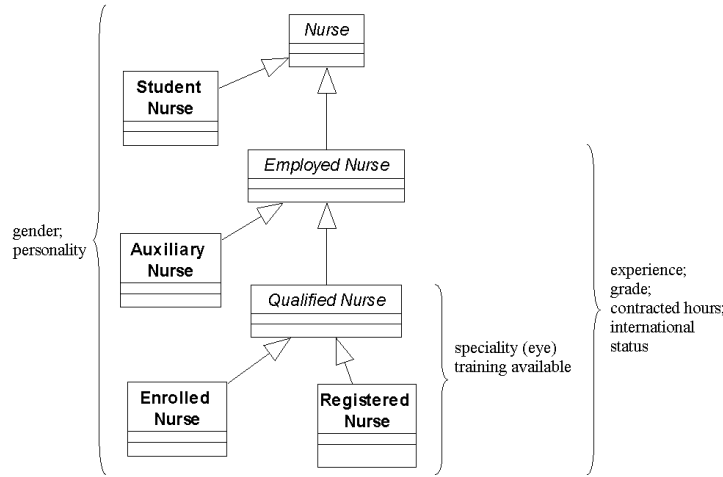 Nurse
Student
Nurse
Employed Nurse
gender;
personality
Auxiliary
Nurse
experience;
grade;
contracted hours;
international
status
Qualified Nurse
speciality (eye)
training available
Enrolled
Nurse
Registered
Nurse